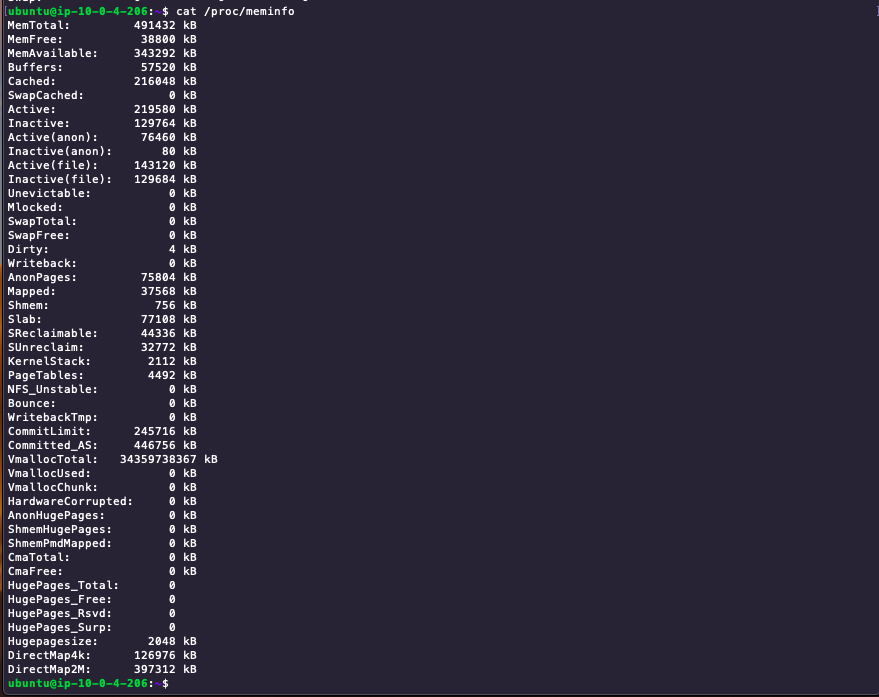 ubuntu@ip-10-0-4-206:~$ cat /proc/meminfo
MemTotal: 491432 kB
MemFree: 38800 kB
MemAvailable: 343292 kB
Buffers: 57520 kB
Cached: 216048 kB
SwapCached: 0 kB
Active: 219580 kB
Inactive: 129764 kB
Active(anon): 76460 kB
Inactive(anon): 80 kB
Active(file): 143120 kB
Inactive(file): 129684 kB
Unevictable: 0 kB
Mlocked: 0 kB
SwapTotal: 0 kB
SwapFree: 0 kB
Dirty: 4 kB
Writeback: 0 kB
AnonPages: 75804 kB
Mapped: 37568 kB
Shmem: 756 kB
Slab: 77108 kB
SReclaimable: 44336 kB
SUnreclaim: 32772 kB
KernelStack: 2112 kB
PageTables: 4492 kB
NFS_Unstable: 0 kB
Bounce: 0 kB
WritebackTmp: 0 kB
CommitLimit: 245716 kB
Committed_AS: 446756 kB
VmallocTotal: 34359738367 kB
VmallocUsed: 0 kB
VmallocChunk: 0 kB
HardwareCorrupted: 0 kB
AnonHugePages: 0 kB
ShmemHugePages: 0 kB
ShmemPmdMapped: 0 kB
CmaTotal: 0 kB
CmaFree: 0 kB
HugePages_Total: 0
HugePages_Free: 0
HugePages_Rsvd: 0
HugePages_Surp: 0
Hugepagesize: 2048 kB
DirectMap4k: 126976 kB
DirectMap2M: 397312 kB
ubuntu@ip-10-0-4-206:~$